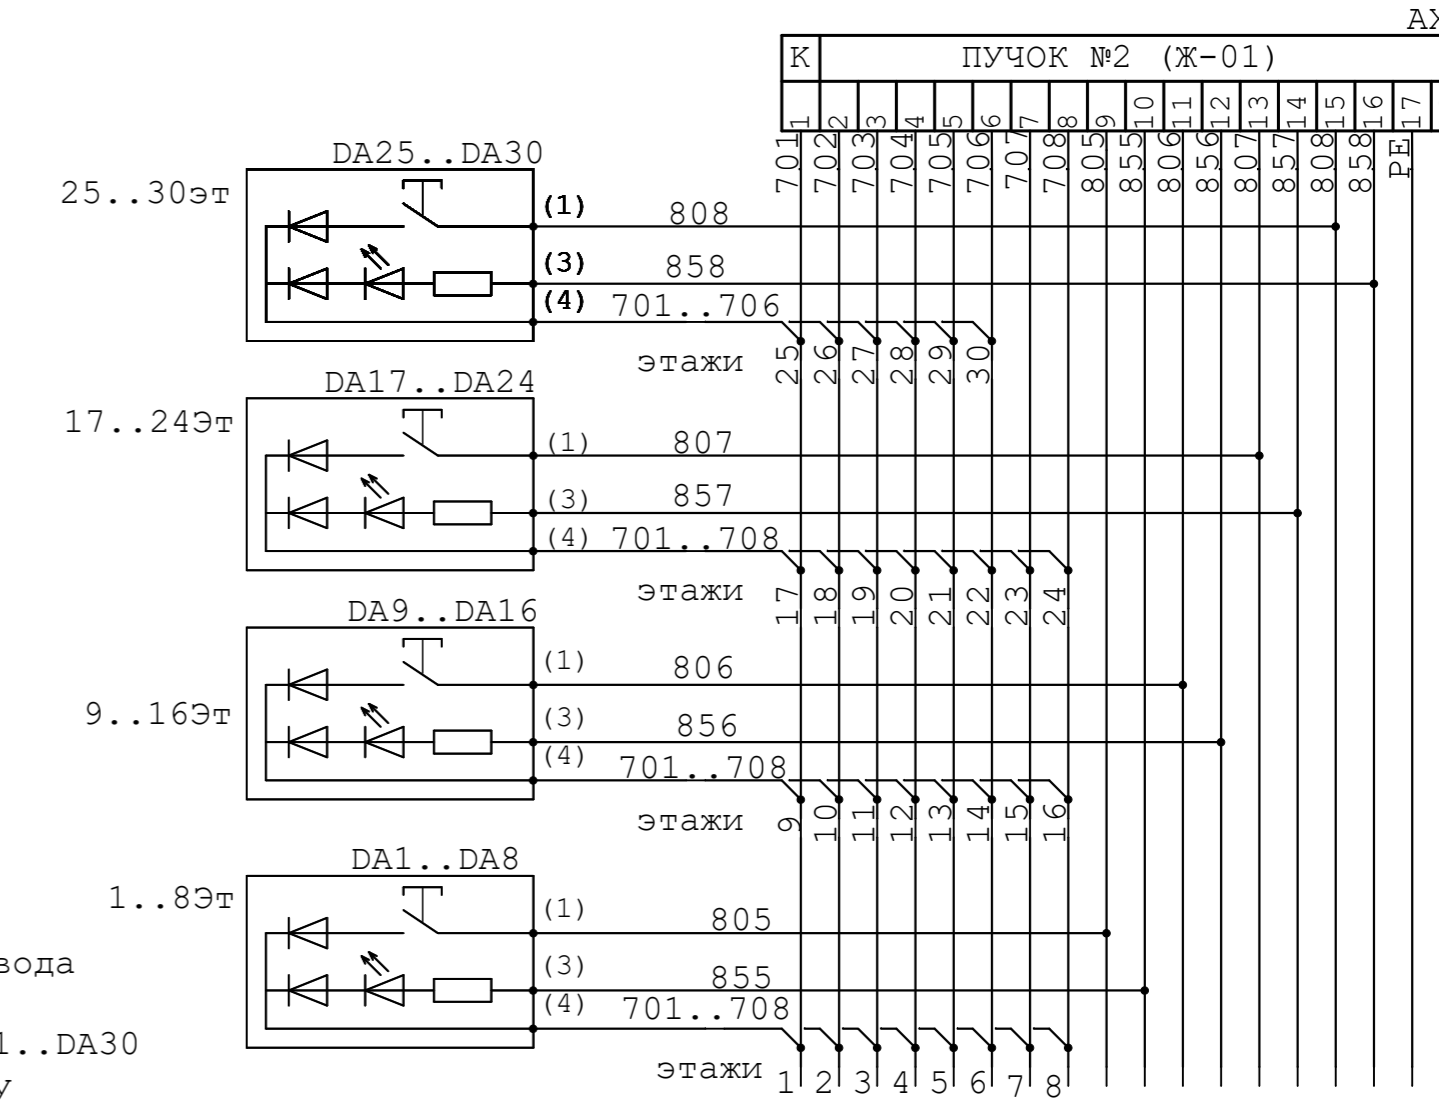 АХ
К ПУЧОК №2 (Ж-01)
1 2 3 4 5 6 7 8 9 10 11 12 13 14 15 16 17
701 702 703 704 705 706 707 708 805 855 806 856 807 857 808 858 PE
DA25..DA30
25..30эт
(1) 808
(3) 858
(4) 701..706
этажи 25 26 27 28 29 30
DA17..DA24
17..24Эт
(1) 807
(3) 857
(4) 701..708
этажи 17 18 19 20 21 22 23 24
DA9..DA16
9..16Эт
(1) 806
(3) 856
(4) 701..708
этажи 9 10 11 12 13 14 15 16
DA1..DA8
1..8Эт
(1) 805
вода
(3) 855
(4) 701..708
1..DA30
этажи 1 2 3 4 5 6 7 8
у